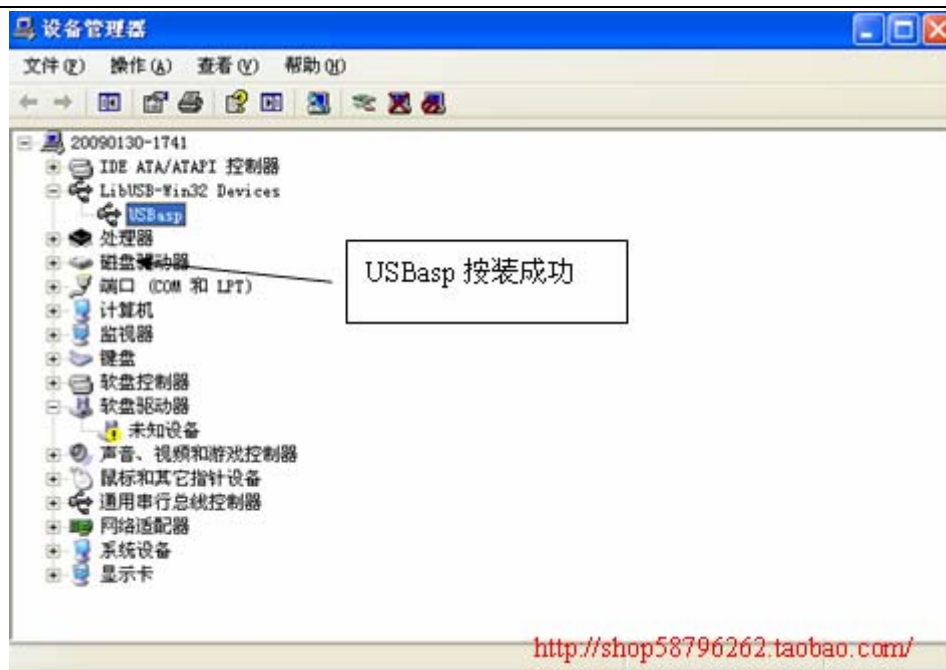 设备管理器
文件(F) 操作(A) 查看(V) 帮助(H)
20090130-1741
IDE ATA/ATAPI 控制器
LibUSB-Win32 Devices
USBasp
处理器
磁盘驱动器
端口 (COM 和 LPT)
计算机
监视器
键盘
软盘控制器
软盘驱动器
未知设备
声音、视频和游戏控制器
鼠标和其它指针设备
通用串行总线控制器
网络适配器
系统设备
显示卡
USBasp 按装成功
http://shop58796262.taobao.com/